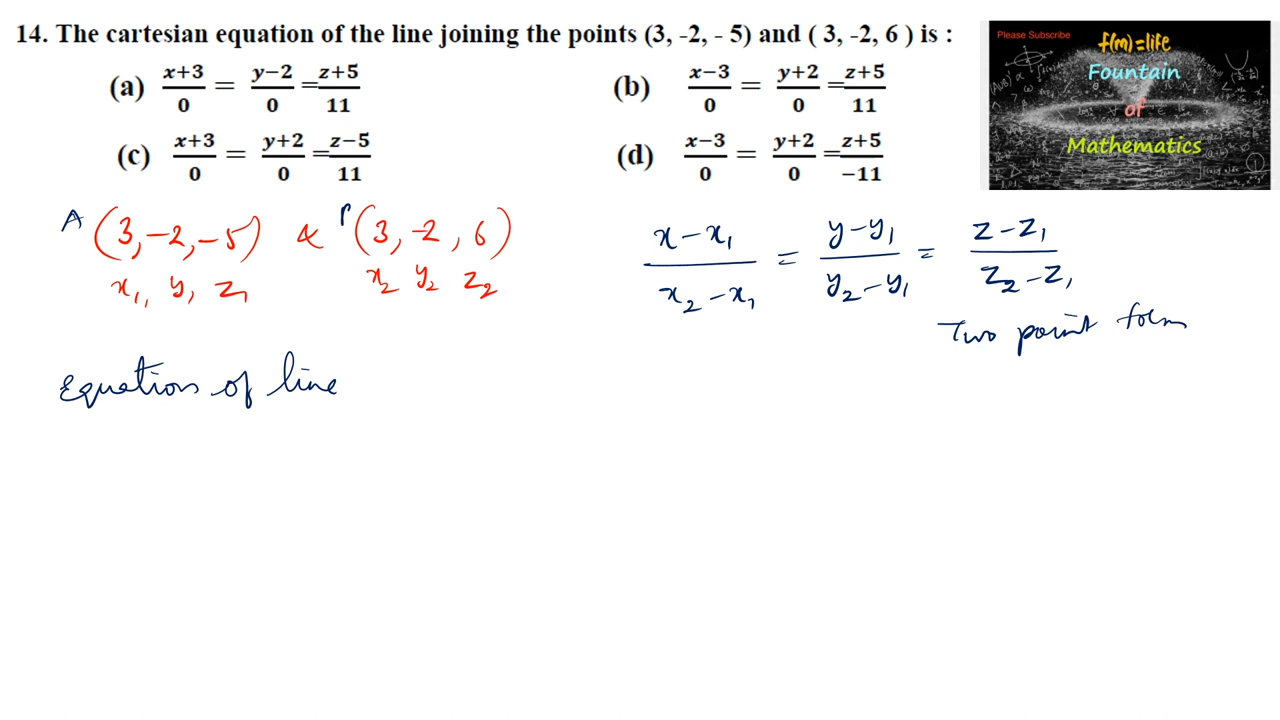 14. The cartesian equation of the line joining the points (3, -2, - 5) and ( 3, -2, 6 ) is :
(a) x+3/0 = y−2/0 = z+5/11 (b) x−3/0 = y+2/0 = z+5/11
(c) x+3/0 = y+2/0 = z−5/11 (d) x−3/0 = y+2/0 = z+5/−11
Please Subscribe
f(m)=life
Fountain
of
Mathematics
A (3, -2, -5) & (3, -2, 6)
x₁, y₁ z₁ x₂ y₂ z₂
x − x₁/x₂ − x₁ = y − y₁/y₂ − y₁ = z − z₁/z₂ − z₁
Two point form
Equation of line